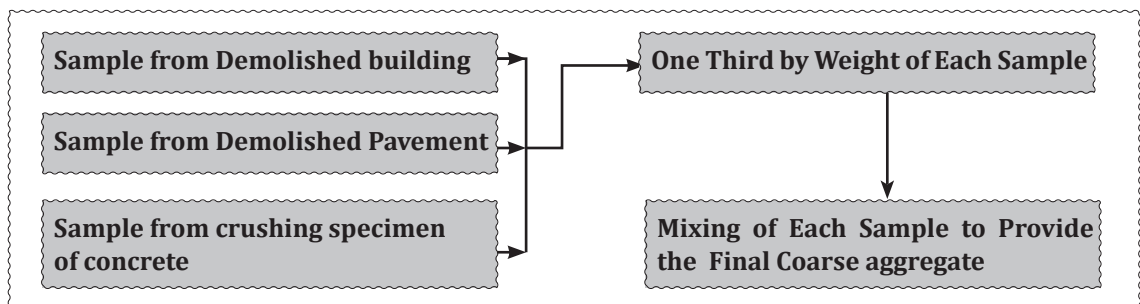 Sample from Demolished building
Sample from Demolished Pavement
Sample from crushing specimen
of concrete
One Third by Weight of Each Sample
Mixing of Each Sample to Provide
the Final Coarse aggregate